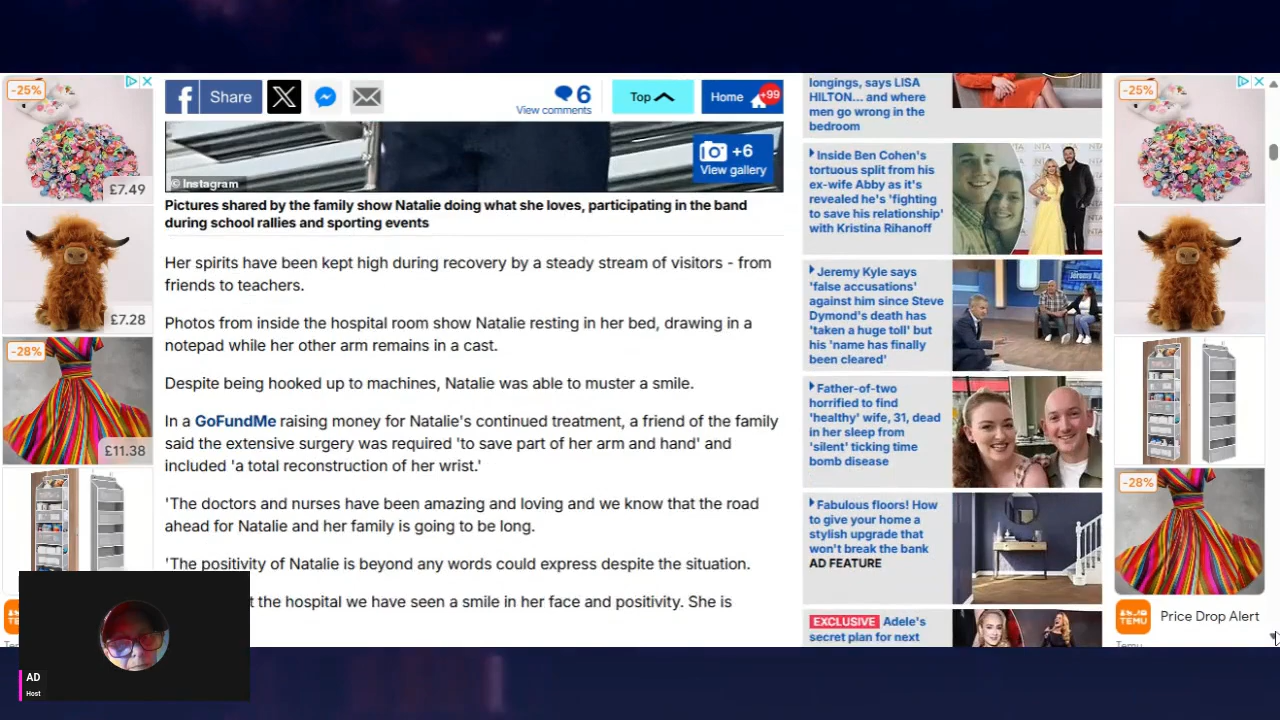 -25%
£7.49
£7.28
-28%
£11.38
TEMU
AD
Host
Share
6
View comments
Top
Home
+99
© Instagram
+6
View gallery
Pictures shared by the family show Natalie doing what she loves, participating in the band
during school rallies and sporting events
Her spirits have been kept high during recovery by a steady stream of visitors - from
friends to teachers.
Photos from inside the hospital room show Natalie resting in her bed, drawing in a
notepad while her other arm remains in a cast.
Despite being hooked up to machines, Natalie was able to muster a smile.
In a GoFundMe raising money for Natalie's continued treatment, a friend of the family
said the extensive surgery was required 'to save part of her arm and hand' and
included 'a total reconstruction of her wrist.'
'The doctors and nurses have been amazing and loving and we know that the road
ahead for Natalie and her family is going to be long.
'The positivity of Natalie is beyond any words could express despite the situation.
the hospital we have seen a smile in her face and positivity. She is
longings, says LISA
HILTON... and where
men go wrong in the
bedroom
Inside Ben Cohen's
tortuous split from his
ex-wife Abby as it's
revealed he's 'fighting
to save his relationship'
with Kristina Rihanoff
Jeremy Kyle says
'false accusations'
against him since Steve
Dymond's death has
'taken a huge toll' but
his 'name has finally
been cleared'
Father-of-two
horrified to find
'healthy' wife, 31, dead
in her sleep from
'silent' ticking time
bomb disease
Fabulous floors! How
to give your home a
stylish upgrade that
won't break the bank
AD FEATURE
EXCLUSIVE Adele's
secret plan for next
-25%
-28%
TEMU
Price Drop Alert
Temu